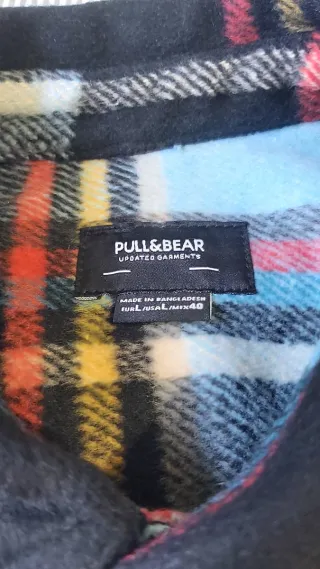 PULL&BEAR
UPDATED GARMENTS
MADE IN BANGLADESH
EUR L/USA L/MEX 40